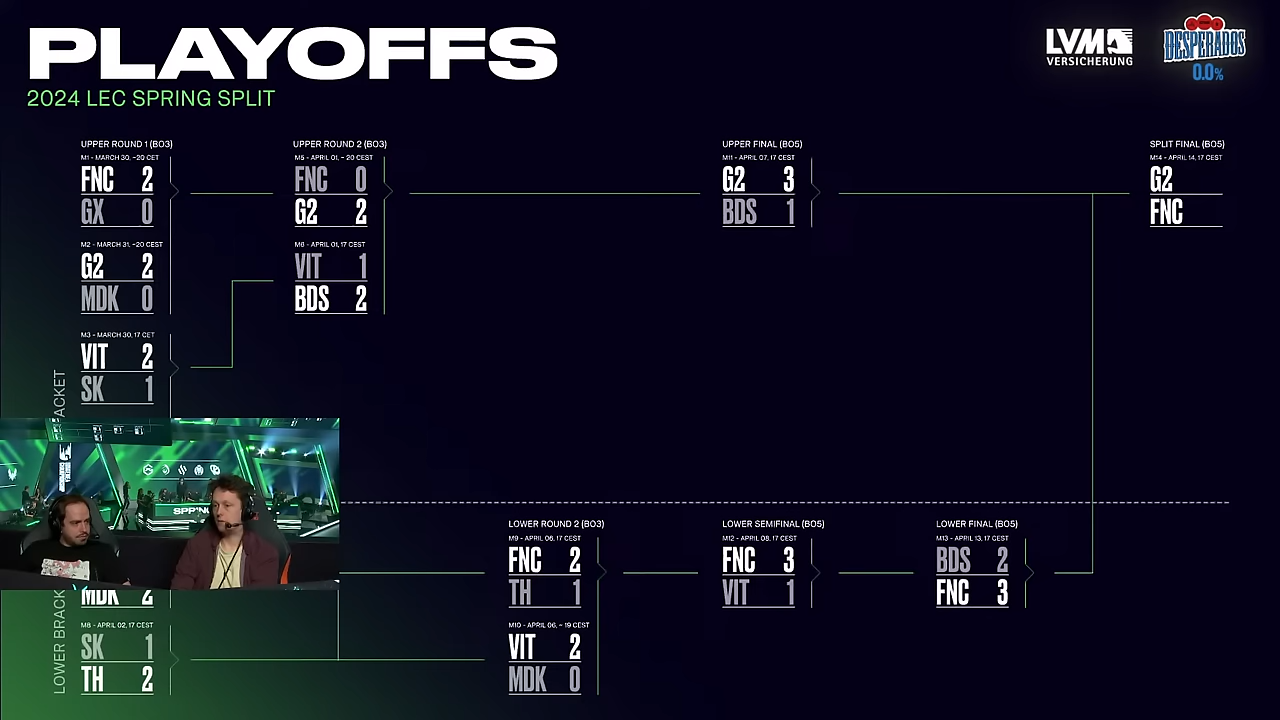 PLAYOFFS
2024 LEC SPRING SPLIT
LVM
VERSICHERUNG
DESPERADOS
0.0%
UPPER ROUND 1 (BO3)
M1 - MARCH 30, ~20 CET
FNC 2
GX 0
M2 - MARCH 31, ~20 CEST
G2 2
MDK 0
M3 - MARCH 30, 17 CET
VIT 2
SK 1
UPPER ROUND 2 (BO3)
M5 - APRIL 01, ~ 20 CEST
FNC 0
G2 2
M6 - APRIL 01, 17 CEST
VIT 1
BDS 2
UPPER FINAL (BO5)
M11 - APRIL 07, 17 CEST
G2 3
BDS 1
SPLIT FINAL (BO5)
M14 - APRIL 14, 17 CEST
G2
FNC
ACKET
SPRING
LOWER BRACK
MDK 2
M8 - APRIL 02, 17 CEST
SK 1
TH 2
LOWER ROUND 2 (BO3)
M9 - APRIL 06, 17 CEST
FNC 2
TH 1
M10 - APRIL 06, ~ 19 CEST
VIT 2
MDK 0
LOWER SEMIFINAL (BO5)
M12 - APRIL 08, 17 CEST
FNC 3
VIT 1
LOWER FINAL (BO5)
M13 - APRIL 13, 17 CEST
BDS 2
FNC 3